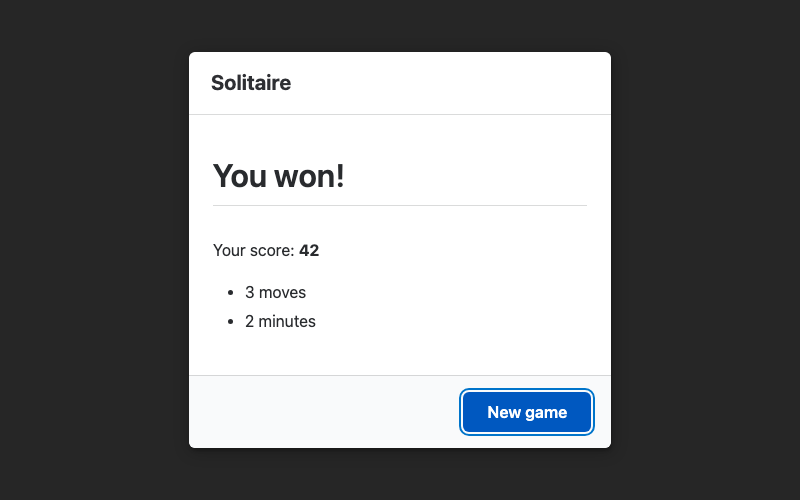 Solitaire
You won!
Your score: 42
• 3 moves
• 2 minutes
New game